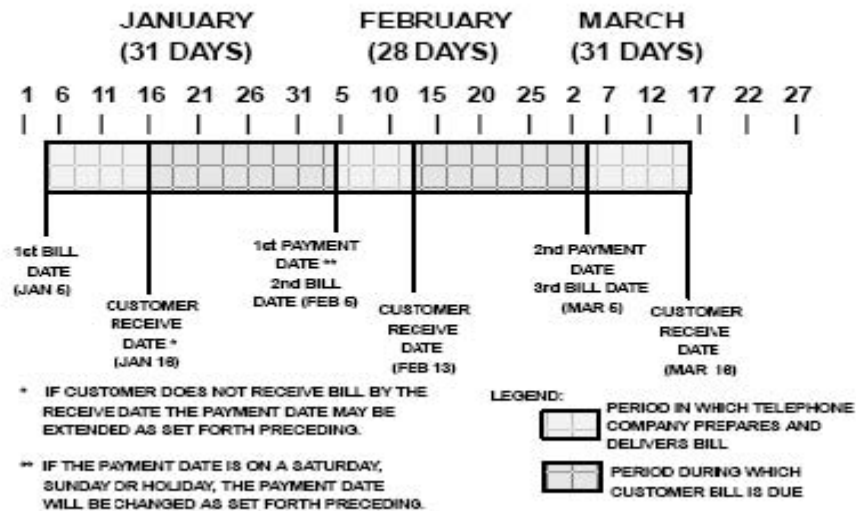 JANUARY
(31 DAYS)
FEBRUARY
(28 DAYS)
MARCH
(31 DAYS)
1 6 11 16 21 26 31 5 10 15 20 25 2 7 12 17 22 27
1st BILL
DATE
(JAN 5)
CUSTOMER
RECEIVE
DATE *
(JAN 16)
1st PAYMENT
DATE **
2nd BILL
DATE (FEB 5)
CUSTOMER
RECEIVE
DATE
(FEB 13)
2nd PAYMENT
DATE
3rd BILL DATE
(MAR 5)
CUSTOMER
RECEIVE
DATE
(MAR 16)
* IF CUSTOMER DOES NOT RECEIVE BILL BY THE
RECEIVE DATE THE PAYMENT DATE MAY BE
EXTENDED AS SET FORTH PRECEDING.
** IF THE PAYMENT DATE IS ON A SATURDAY,
SUNDAY OR HOLIDAY, THE PAYMENT DATE
WILL BE CHANGED AS SET FORTH PRECEDING.
LEGEND:
PERIOD IN WHICH TELEPHONE
COMPANY PREPARES AND
DELIVERS BILL
PERIOD DURING WHICH
CUSTOMER BILL IS DUE